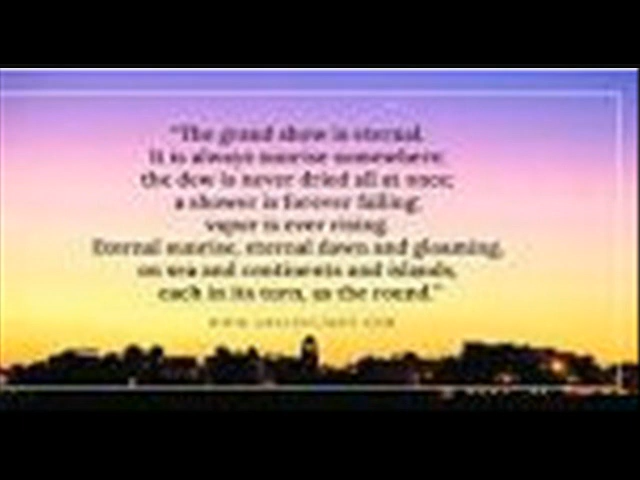 "The grand show is eternal.
It is always sunrise somewhere;
the dew is never dried all at once;
a shower is forever falling;
vapor is ever rising.
Eternal sunrise, eternal dawn and gloaming,
on sea and continents and islands,
each in its turn, as the round."